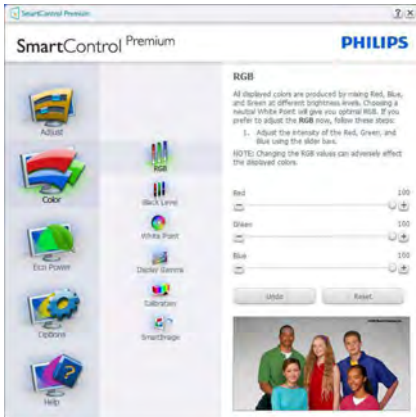 SmartControl Premium
? x
SmartControl Premium
PHILIPS
Adjust
Color
Eco Power
Options
Help
RGB
Black Level
White Point
Display Gamma
Calibration
SmartImage
RGB
All displayed colors are produced by mixing Red, Blue,
and Green at different brightness levels. Choosing a
neutral White Point will give you optimal RGB. If you
prefer to adjust the RGB now, follow these steps:
1. Adjust the intensity of the Red, Green, and
Blue using the slider bars.
NOTE: Changing the RGB values can adversely effect
the displayed colors.
Red 100
Green 100
Blue 100
Undo
Reset